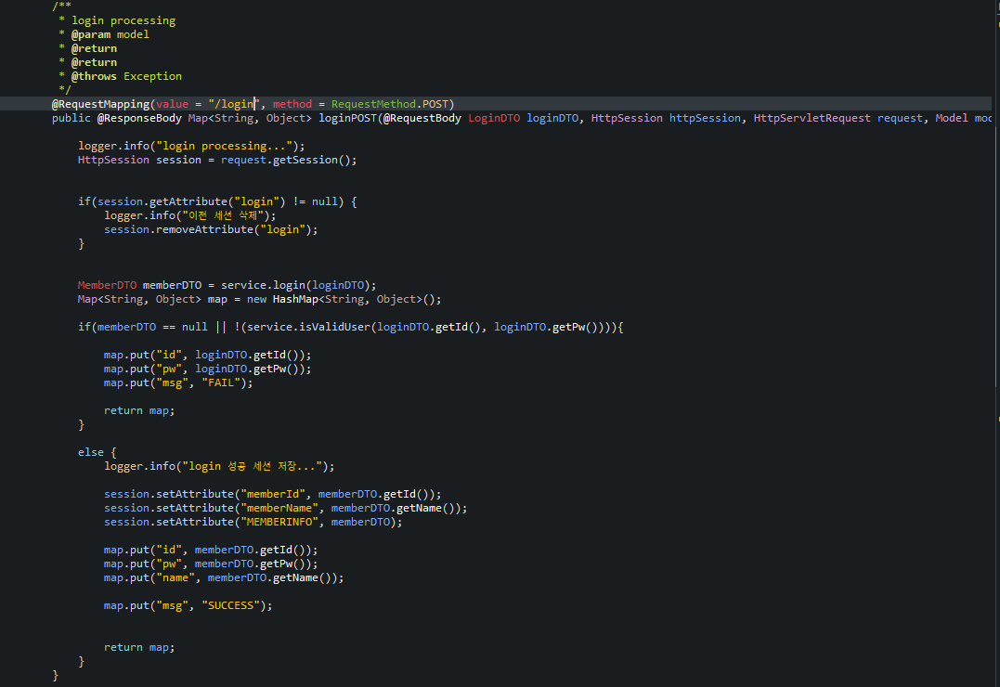 /**
 * login processing
 * @param model
 * @return
 * @return
 * @throws Exception
 */
@RequestMapping(value = "/login", method = RequestMethod.POST)
public @ResponseBody Map<String, Object> loginPOST(@RequestBody LoginDTO loginDTO, HttpSession httpSession, HttpServletRequest request, Model mod
logger.info("login processing...");
HttpSession session = request.getSession();
if(session.getAttribute("login") != null) {
logger.info("이전 세션 삭제");
session.removeAttribute("login");
}
MemberDTO memberDTO = service.login(loginDTO);
Map<String, Object> map = new HashMap<String, Object>();
if(memberDTO == null || !(service.isValidUser(loginDTO.getId(), loginDTO.getPw()))){
map.put("id", loginDTO.getId());
map.put("pw", loginDTO.getPw());
map.put("msg", "FAIL");
return map;
}
else {
logger.info("login 성공 세션 저장...");
session.setAttribute("memberId", memberDTO.getId());
session.setAttribute("memberName", memberDTO.getName());
session.setAttribute("MEMBERINFO", memberDTO);
map.put("id", memberDTO.getId());
map.put("pw", memberDTO.getPw());
map.put("name", memberDTO.getName());
map.put("msg", "SUCCESS");
return map;
}
}